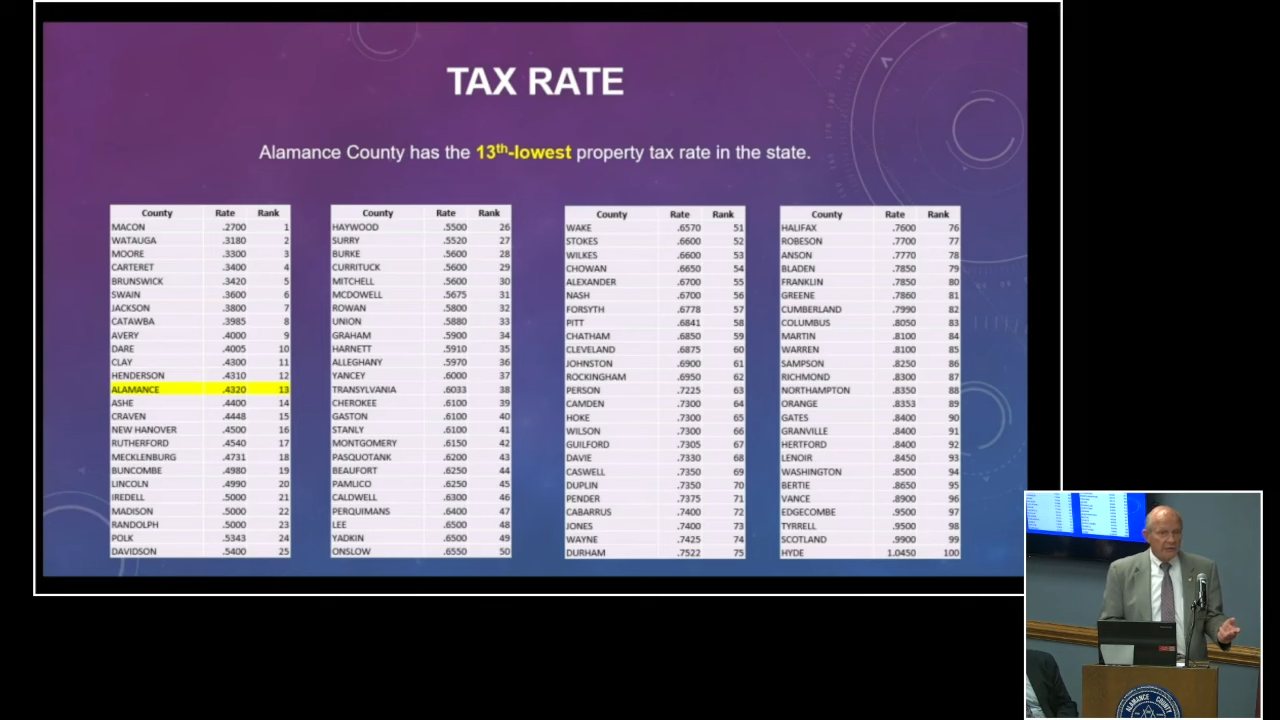 TAX RATE
Alamance County has the 13th-lowest property tax rate in the state.
County Rate Rank
MACON .2700 1
WATAUGA .3180 2
MOORE .3300 3
CARTERET .3400 4
BRUNSWICK .3420 5
SWAIN .3600 6
JACKSON .3800 7
CATAWBA .3985 8
AVERY .4000 9
DARE .4005 10
CLAY .4300 11
HENDERSON .4310 12
ALAMANCE .4320 13
ASHE .4400 14
CRAVEN .4448 15
NEW HANOVER .4500 16
RUTHERFORD .4540 17
MECKLENBURG .4731 18
BUNCOMBE .4980 19
LINCOLN .4990 20
IREDELL .5000 21
MADISON .5000 22
RANDOLPH .5000 23
POLK .5343 24
DAVIDSON .5400 25
County Rate Rank
HAYWOOD .5500 26
SURRY .5520 27
BURKE .5600 28
CURRITUCK .5600 29
MITCHELL .5600 30
MCDOWELL .5675 31
ROWAN .5800 32
UNION .5880 33
GRAHAM .5900 34
HARNETT .5910 35
ALLEGHANY .5970 36
YANCEY .6000 37
TRANSYLVANIA .6033 38
CHEROKEE .6100 39
GASTON .6100 40
STANLY .6100 41
MONTGOMERY .6150 42
PASQUOTANK .6200 43
BEAUFORT .6250 44
PAMLICO .6250 45
CALDWELL .6300 46
PERQUIMANS .6400 47
LEE .6500 48
YADKIN .6500 49
ONSLOW .6550 50
County Rate Rank
WAKE .6570 51
STOKES .6600 52
WILKES .6600 53
CHOWAN .6650 54
ALEXANDER .6700 55
NASH .6700 56
FORSYTH .6778 57
PITT .6841 58
CHATHAM .6850 59
CLEVELAND .6875 60
JOHNSTON .6900 61
ROCKINGHAM .6950 62
PERSON .7225 63
CAMDEN .7300 64
HOKE .7300 65
WILSON .7300 66
GUILFORD .7305 67
DAVIE .7330 68
CASWELL .7350 69
DUPLIN .7350 70
PENDER .7375 71
CABARRUS .7400 72
JONES .7400 73
WAYNE .7425 74
DURHAM .7522 75
County Rate Rank
HALIFAX .7600 76
ROBESON .7700 77
ANSON .7770 78
BLADEN .7850 79
FRANKLIN .7850 80
GREENE .7860 81
CUMBERLAND .7990 82
COLUMBUS .8050 83
MARTIN .8100 84
WARREN .8100 85
SAMPSON .8250 86
RICHMOND .8300 87
NORTHAMPTON .8350 88
ORANGE .8353 89
GATES .8400 90
GRANVILLE .8400 91
HERTFORD .8400 92
LENOIR .8450 93
WASHINGTON .8500 94
BERTIE .8650 95
VANCE .8900 96
EDGECOMBE .9500 97
TYRRELL .9500 98
SCOTLAND .9900 99
HYDE 1.0450 100
ALAMANCE COUNTY